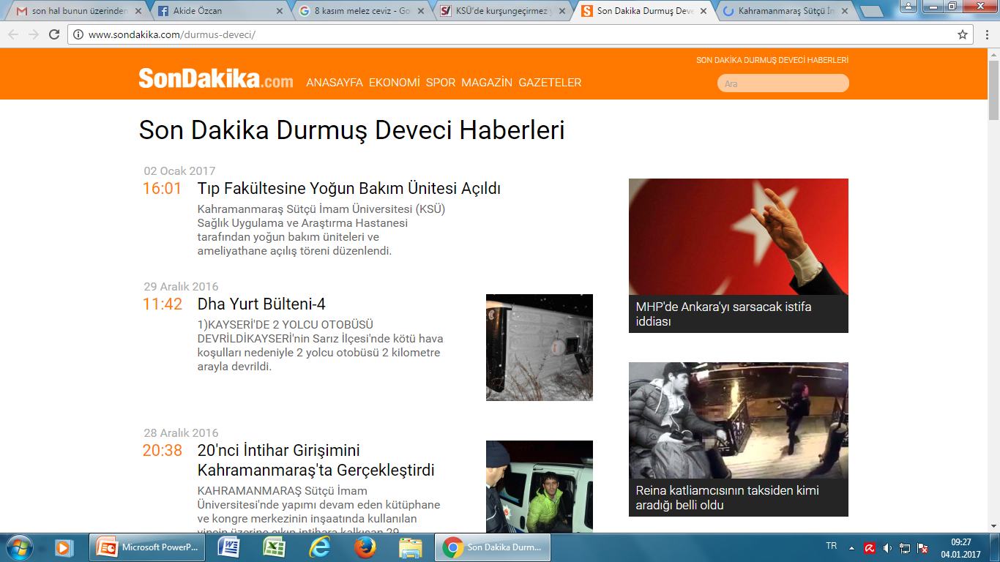 son hal bunun üzerinden
Akide Özcan
8 kasım melez ceviz - Go
KSÜ'de kurşungeçirmez
Son Dakika Durmuş Deve
Kahramanmaraş Sütçü İm
www.sondakika.com/durmus-deveci/
SON DAKİKA DURMUŞ DEVECİ HABERLERİ
SonDakika.com ANASAYFA EKONOMİ SPOR MAGAZİN GAZETELER
Ara
Son Dakika Durmuş Deveci Haberleri
02 Ocak 2017
16:01 Tıp Fakültesine Yoğun Bakım Ünitesi Açıldı
Kahramanmaraş Sütçü İmam Üniversitesi (KSÜ)
Sağlık Uygulama ve Araştırma Hastanesi
tarafından yoğun bakım üniteleri ve
ameliyathane açılış töreni düzenlendi.
29 Aralık 2016
11:42 Dha Yurt Bülteni-4
1)KAYSERİ'DE 2 YOLCU OTOBÜSÜ
DEVRİLDİKAYSERİ'nin Sarız İlçesi'nde kötü hava
koşulları nedeniyle 2 yolcu otobüsü 2 kilometre
arayla devrildi.
28 Aralık 2016
20:38 20'nci İntihar Girişimini
Kahramanmaraş'ta Gerçekleştirdi
KAHRAMANMARAŞ Sütçü İmam
Üniversitesi'nde yapımı devam eden kütüphane
ve kongre merkezinin inşaatında kullanılan
vincin üzerine çıkıp intihara kalkışan 29
MHP'de Ankara'yı sarsacak istifa
iddiası
Reina katliamcısının taksiden kimi
aradığı belli oldu
Microsoft PowerP...
Son Dakika Durm...
TR
09:27
04.01.2017